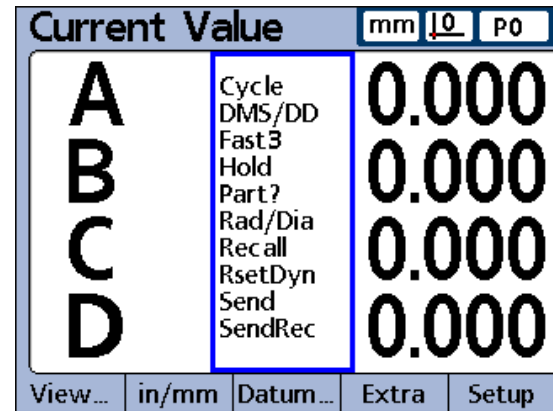 Current Value mm 0 P0
A 0.000
B 0.000
C 0.000
D 0.000
Cycle
DMS/DD
Fast3
Hold
Part?
Rad/Dia
Recall
RsetDyn
Send
SendRec
View... in/mm Datum... Extra Setup